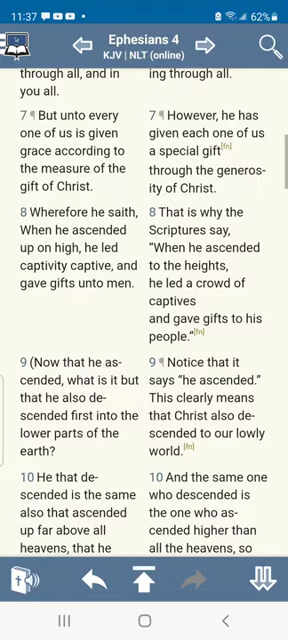 11:37
62%
Ephesians 4
KJV | NLT (online)
through all, and in
you all.
7 ¶ But unto every
one of us is given
grace according to
the measure of the
gift of Christ.
8 Wherefore he saith,
When he ascended
up on high, he led
captivity captive, and
gave gifts unto men.
9 (Now that he as-
cended, what is it but
that he also de-
scended first into the
lower parts of the
earth?
10 He that de-
scended is the same
also that ascended
up far above all
heavens, that he
ing through all.
7 ¶ However, he has
given each one of us
a special gift[fn]
through the generos-
ity of Christ.
8 That is why the
Scriptures say,
“When he ascended
to the heights,
he led a crowd of
captives
and gave gifts to his
people.”[fn]
9 ¶ Notice that it
says “he ascended.”
This clearly means
that Christ also de-
scended to our lowly
world.[fn]
10 And the same one
who descended is
the one who as-
cended higher than
all the heavens, so